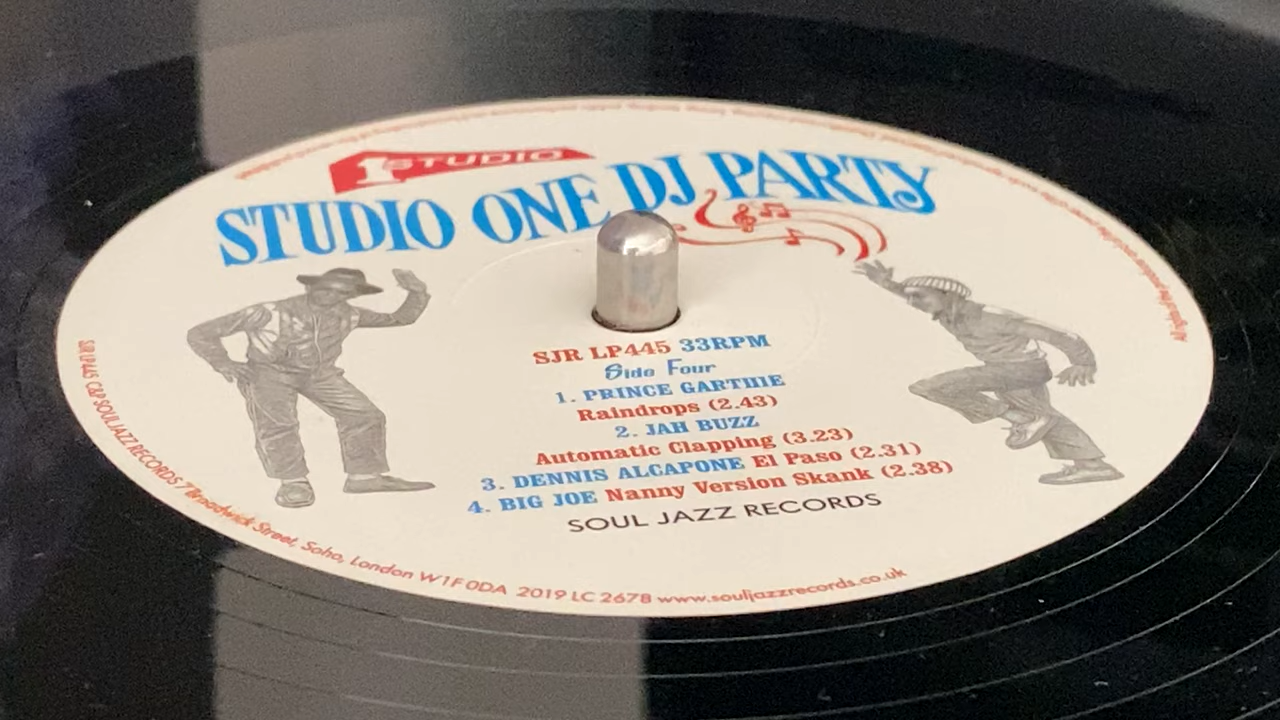 1 STUDIO
STUDIO ONE DJ PARTY
SJR LP445 33RPM
Side Four
1. PRINCE GARTHIE
Raindrops (2.43)
2. JAH BUZZ
Automatic Clapping (3.23)
3. DENNIS ALCAPONE El Paso (2.31)
4. BIG JOE Nanny Version Skank (2.38)
SOUL JAZZ RECORDS
SJR LP445 C&P SOUL JAZZ RECORDS 7 Broadwick Street, Soho, London W1F 0DA 2019 LC 2678 www.souljazzrecords.co.uk